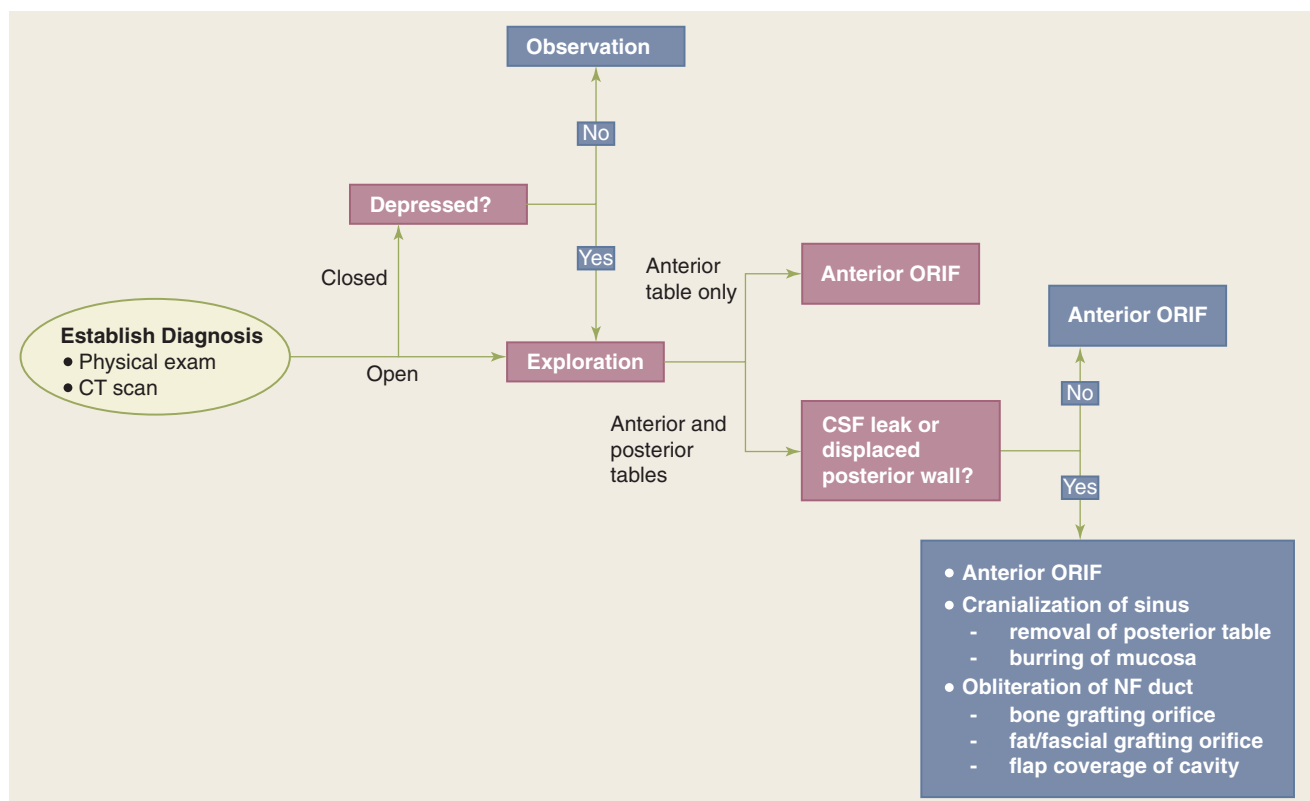 Observation
No
Depressed?
Yes
Closed
Anterior
table only
Anterior ORIF
Anterior ORIF
Establish Diagnosis
• Physical exam
• CT scan
Open
Exploration
No
Anterior and
posterior
tables
CSF leak or
displaced
posterior wall?
Yes
• Anterior ORIF
• Cranialization of sinus
- removal of posterior table
- burring of mucosa
• Obliteration of NF duct
- bone grafting orifice
- fat/fascial grafting orifice
- flap coverage of cavity